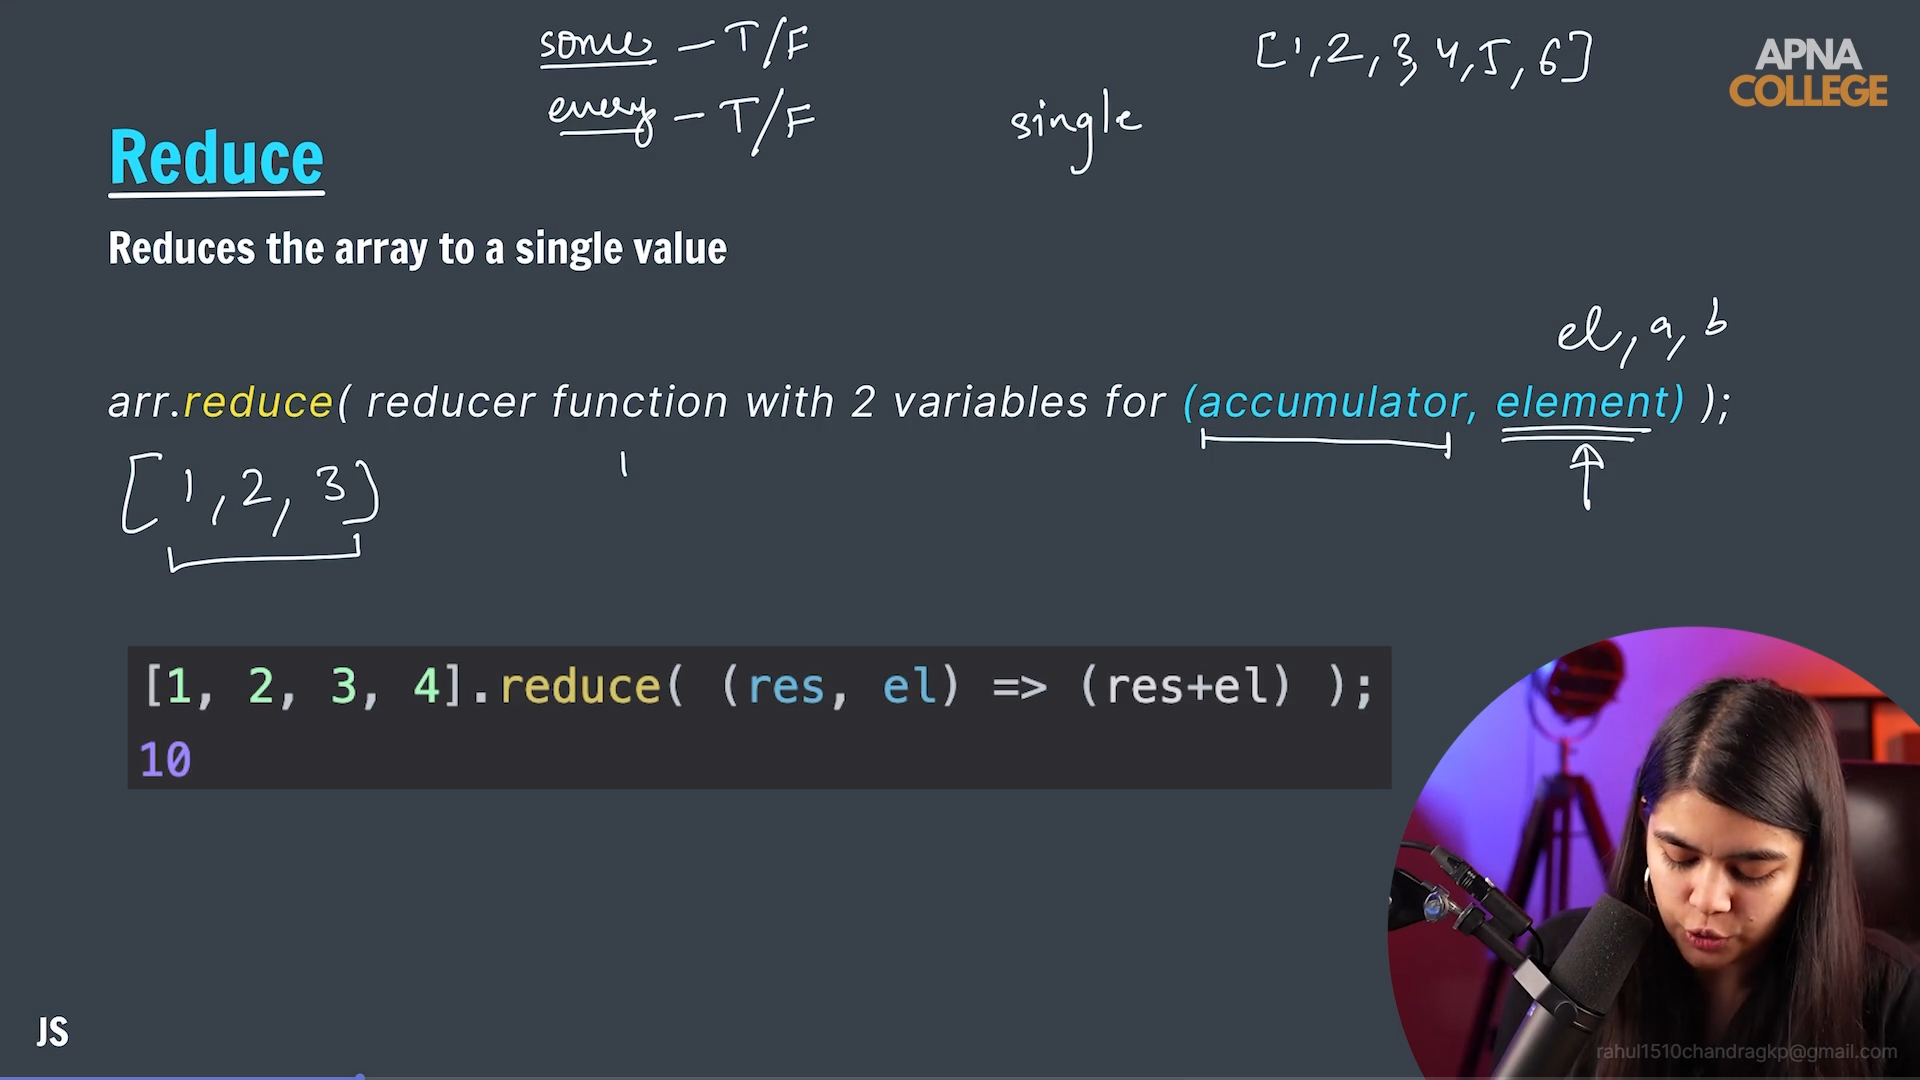 some – T/F
[1, 2, 3, 4, 5, 6]
APNA
COLLEGE
every – T/F
single
Reduce
Reduces the array to a single value
el, a, b
arr.reduce( reducer function with 2 variables for (accumulator, element) );
[1, 2, 3]
[1, 2, 3, 4].reduce( (res, el) => (res+el) );
10
JS
rahul1510chandragkp@gmail.com